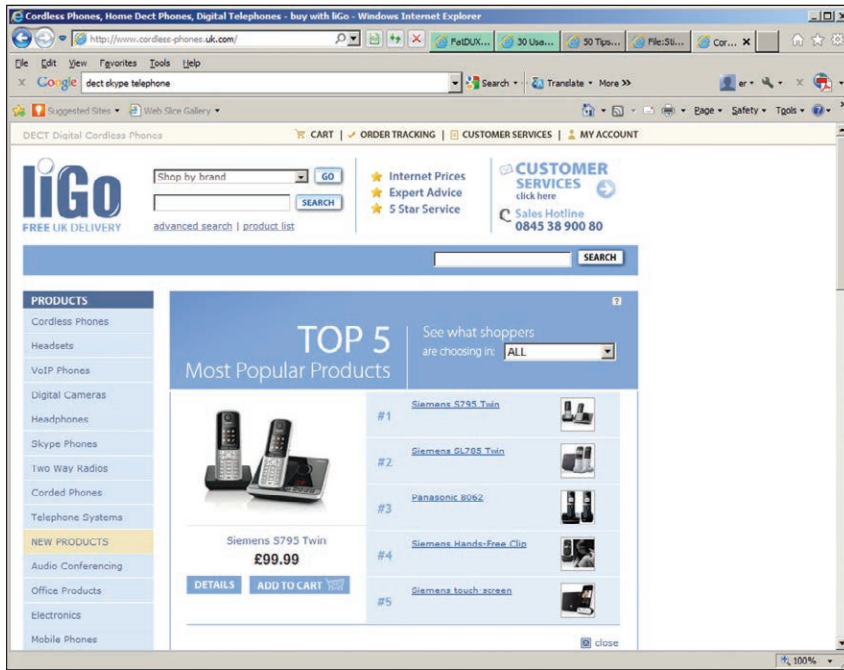 Cordless Phones, Home Dect Phones, Digital Telephones - buy with liGo - Windows Internet Explorer
http://www.cordless-phones.uk.com/
FatDUX...
30 Usa...
50 Tips...
File:Sti...
Cor...
File Edit View Favorites Tools Help
Google dect skype telephone Search Translate More >> er
Suggested Sites Web Slice Gallery Page Safety Tools
DECT Digital Cordless Phones
CART | ORDER TRACKING | CUSTOMER SERVICES | MY ACCOUNT
liGo
FREE UK DELIVERY
Shop by brand GO
SEARCH
advanced search | product list
Internet Prices
Expert Advice
5 Star Service
CUSTOMER
SERVICES
click here
Sales Hotline
0845 38 900 80
SEARCH
PRODUCTS
Cordless Phones
Headsets
VoIP Phones
Digital Cameras
Headphones
Skype Phones
Two Way Radios
Corded Phones
Telephone Systems
NEW PRODUCTS
Audio Conferencing
Office Products
Electronics
Mobile Phones
?
TOP 5
Most Popular Products
See what shoppers
are choosing in: ALL
Siemens S795 Twin
£99.99
DETAILS ADD TO CART
#1 Siemens S795 Twin
#2 Siemens SL785 Twin
#3 Panasonic 8062
#4 Siemens Hands-Free Clip
#5 Siemens touch screen
close
100%